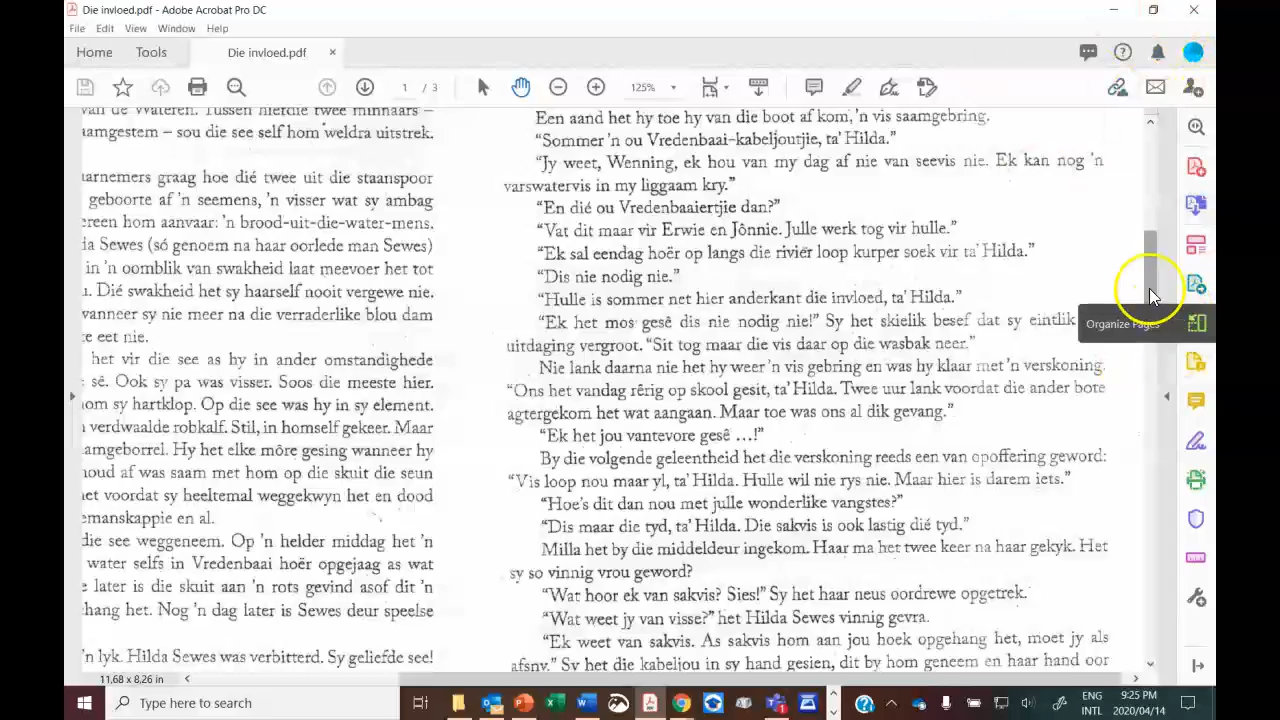 Die invloed.pdf - Adobe Acrobat Pro DC
File Edit View Window Help
Home Tools Die invloed.pdf ×
1 / 3 125%
van de Wateren. Tussen hierdie twee minnaars –
aamgestem – sou die see self hom weldra uitstrek.
arnemers graag hoe dié twee uit die staanspoor
geboorte af 'n seemens, 'n visser wat sy ambag
ereen hom aanvaar: 'n brood-uit-die-water-mens.
ia Sewes (só genoem na haar oorlede man Sewes)
in 'n oomblik van swakheid laat meevoer het tot
. Dié swakheid het sy haarself nooit vergewe nie.
wanneer sy nie meer na die verraderlike blou dam
e eet nie.
het vir die see as hy in ander omstandighede
sê. Ook sy pa was visser. Soos die meeste hier.
om sy hartklop. Op die see was hy in sy element.
verdwaalde robkalf. Stil, in homself gekeer. Maar
aamgeborrel. Hy het elke môre gesing wanneer hy
houd af was saam met hom op die skuit die seun
et voordat sy heeltemal weggekwyn het en dood
emanskappie en al.
die see weggeneem. Op 'n helder middag het 'n
water selfs in Vredenbaai hoër opgejaag as wat
e later is die skuit aan 'n rots gevind asof dit 'n
hang het. Nog 'n dag later is Sewes deur speelse
'n lyk. Hilda Sewes was verbitterd. Sy geliefde see!
Een aand het hy toe hy van die boot af kom, 'n vis saamgebring.
“Sommer 'n ou Vredenbaai-kabeljoutjie, ta' Hilda.”
“Jy weet, Wenning, ek hou van my dag af nie van seevis nie. Ek kan nog 'n
varswatervis in my liggaam kry.”
“En dié ou Vredenbaaiertjie dan?”
“Vat dit maar vir Erwie en Jônnie. Julle werk tog vir hulle.”
“Ek sal eendag hoër op langs die rivier loop kurper soek vir ta' Hilda.”
“Dis nie nodig nie.”
“Hulle is sommer net hier anderkant die invloed, ta' Hilda.”
“Ek het mos gesê dis nie nodig nie!” Sy het skielik besef dat sy eintlik
uitdaging vergroot. “Sit tog maar die vis daar op die wasbak neer.”
Nie lank daarna nie het hy weer 'n vis gebring en was hy klaar met 'n verskoning.
“Ons het vandag rêrig op skool gesit, ta' Hilda. Twee uur lank voordat die ander bote
agtergekom het wat aangaan. Maar toe was ons al dik gevang.”
“Ek het jou vantevore gesê ...!”
By die volgende geleentheid het die verskoning reeds een van opoffering geword:
“Vis loop nou maar yl, ta' Hilda. Hulle wil nie rys nie. Maar hier is darem iets.”
“Hoe's dit dan nou met julle wonderlike vangstes?”
“Dis maar die tyd, ta' Hilda. Die sakvis is ook lastig dié tyd.”
Milla het by die middeldeur ingekom. Haar ma het twee keer na haar gekyk. Het
sy so vinnig vrou geword?
“Wat hoor ek van sakvis? Sies!” Sy het haar neus oordrewe opgetrek.
“Wat weet jy van visse?” het Hilda Sewes vinnig gevra.
“Ek weet van sakvis. As sakvis hom aan jou hoek opgehang het, moet jy als
afsny.” Sy het die kabeljou in sy hand gesien, dit by hom geneem en haar hand oor
Organize Pages
11,68 x 8,26 in
Type here to search
ENG
INTL
9:25 PM
2020/04/14